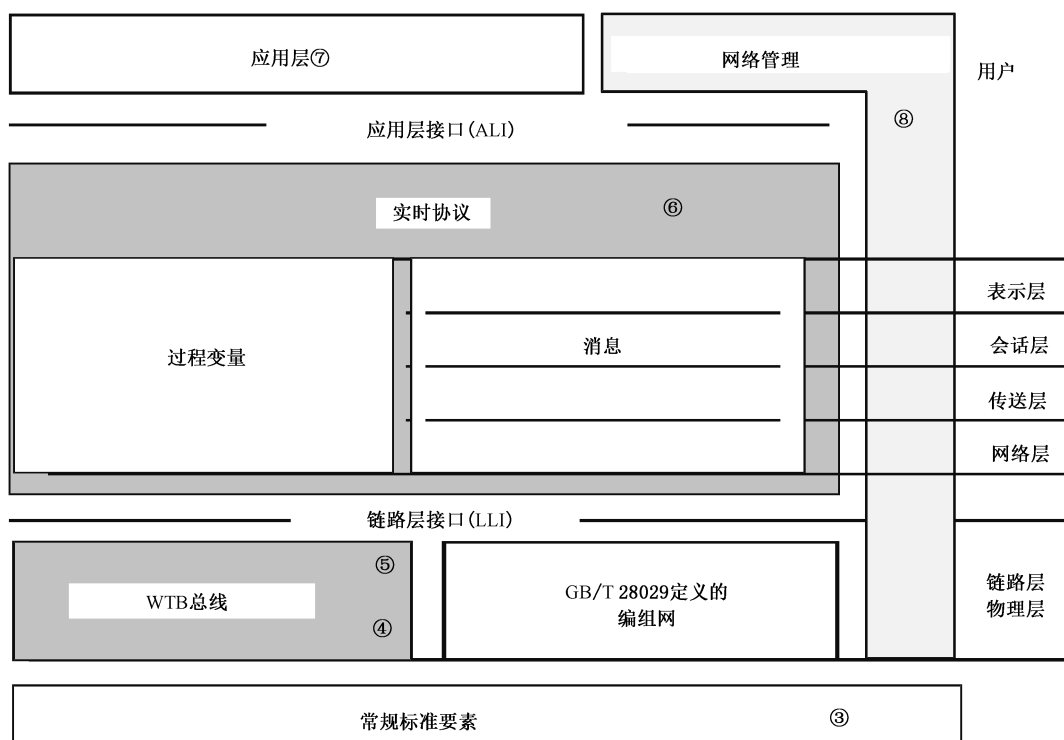 应用层⑦
网络管理
用户
应用层接口(ALI)
⑧
实时协议
⑥
表示层
过程变量
消息
会话层
传送层
网络层
链路层接口(LLI)
⑤
WTB总线
④
GB/T 28029定义的
编组网
链路层
物理层
常规标准要素
③